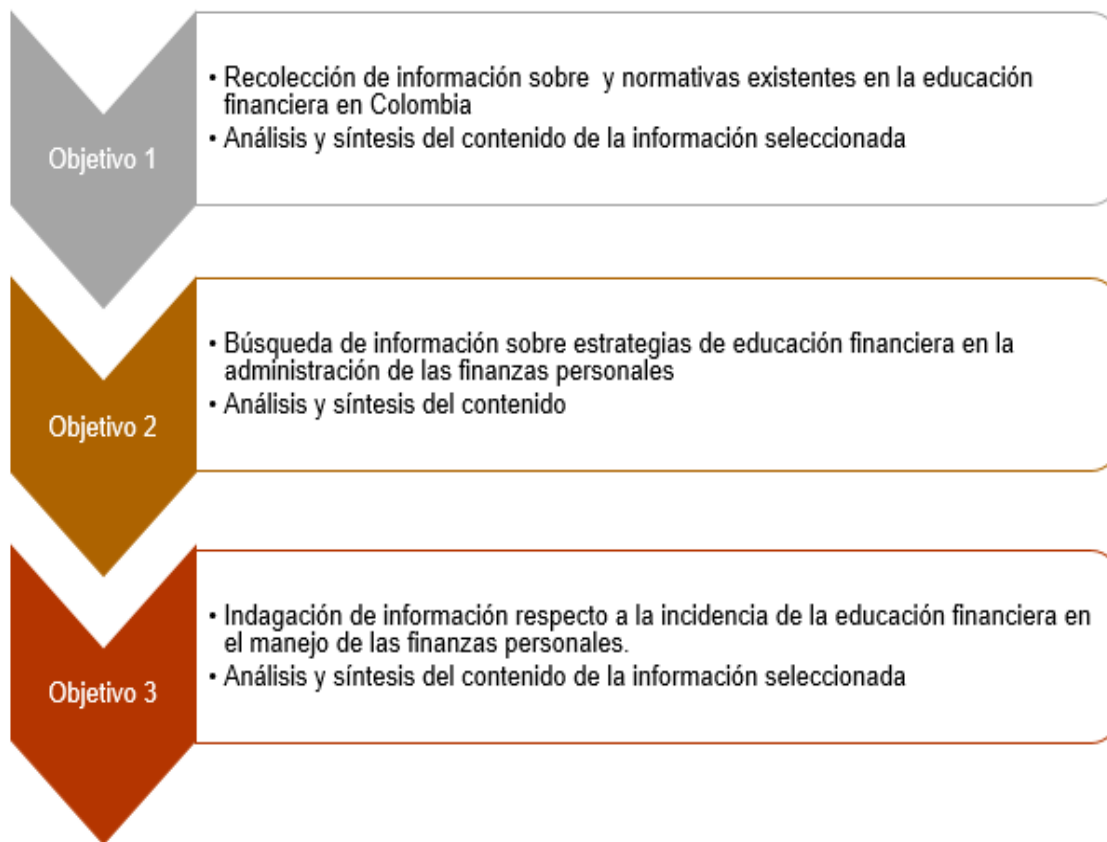 Objetivo 1
• Recolección de información sobre  y normativas existentes en la educación
financiera en Colombia
• Análisis y síntesis del contenido de la información seleccionada
Objetivo 2
• Búsqueda de información sobre estrategias de educación financiera en la
administración de las finanzas personales
• Análisis y síntesis del contenido
Objetivo 3
• Indagación de información respecto a la incidencia de la educación financiera en
el manejo de las finanzas personales.
• Análisis y síntesis del contenido de la información seleccionada